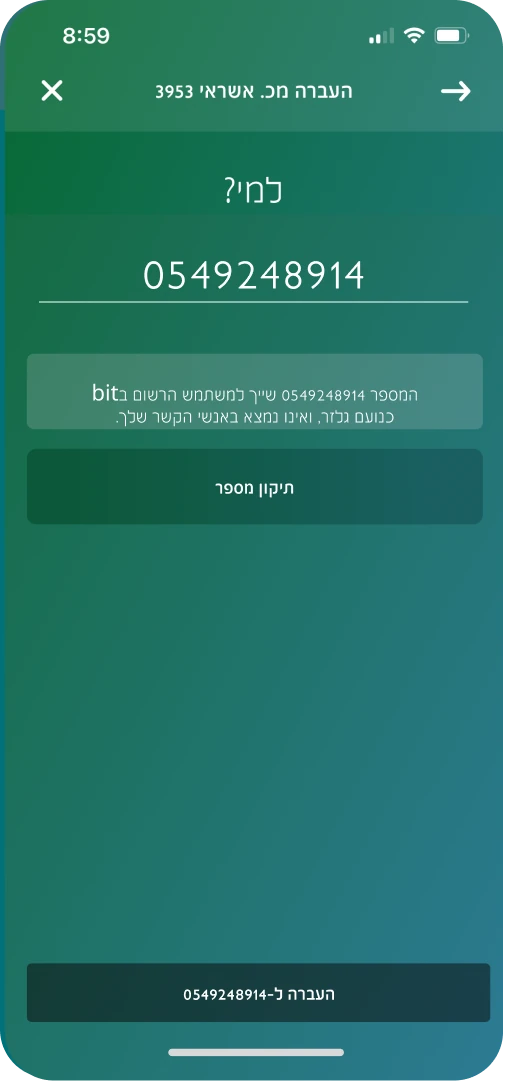 8:59
העברה מכ. אשראי 3953
למי?
0549248914
המספר 0549248914 שייך למשתמש הרשום בbit
כנועם גלזר, ואינו נמצא באנשי הקשר שלך.
תיקון מספר
העברה ל-0549248914